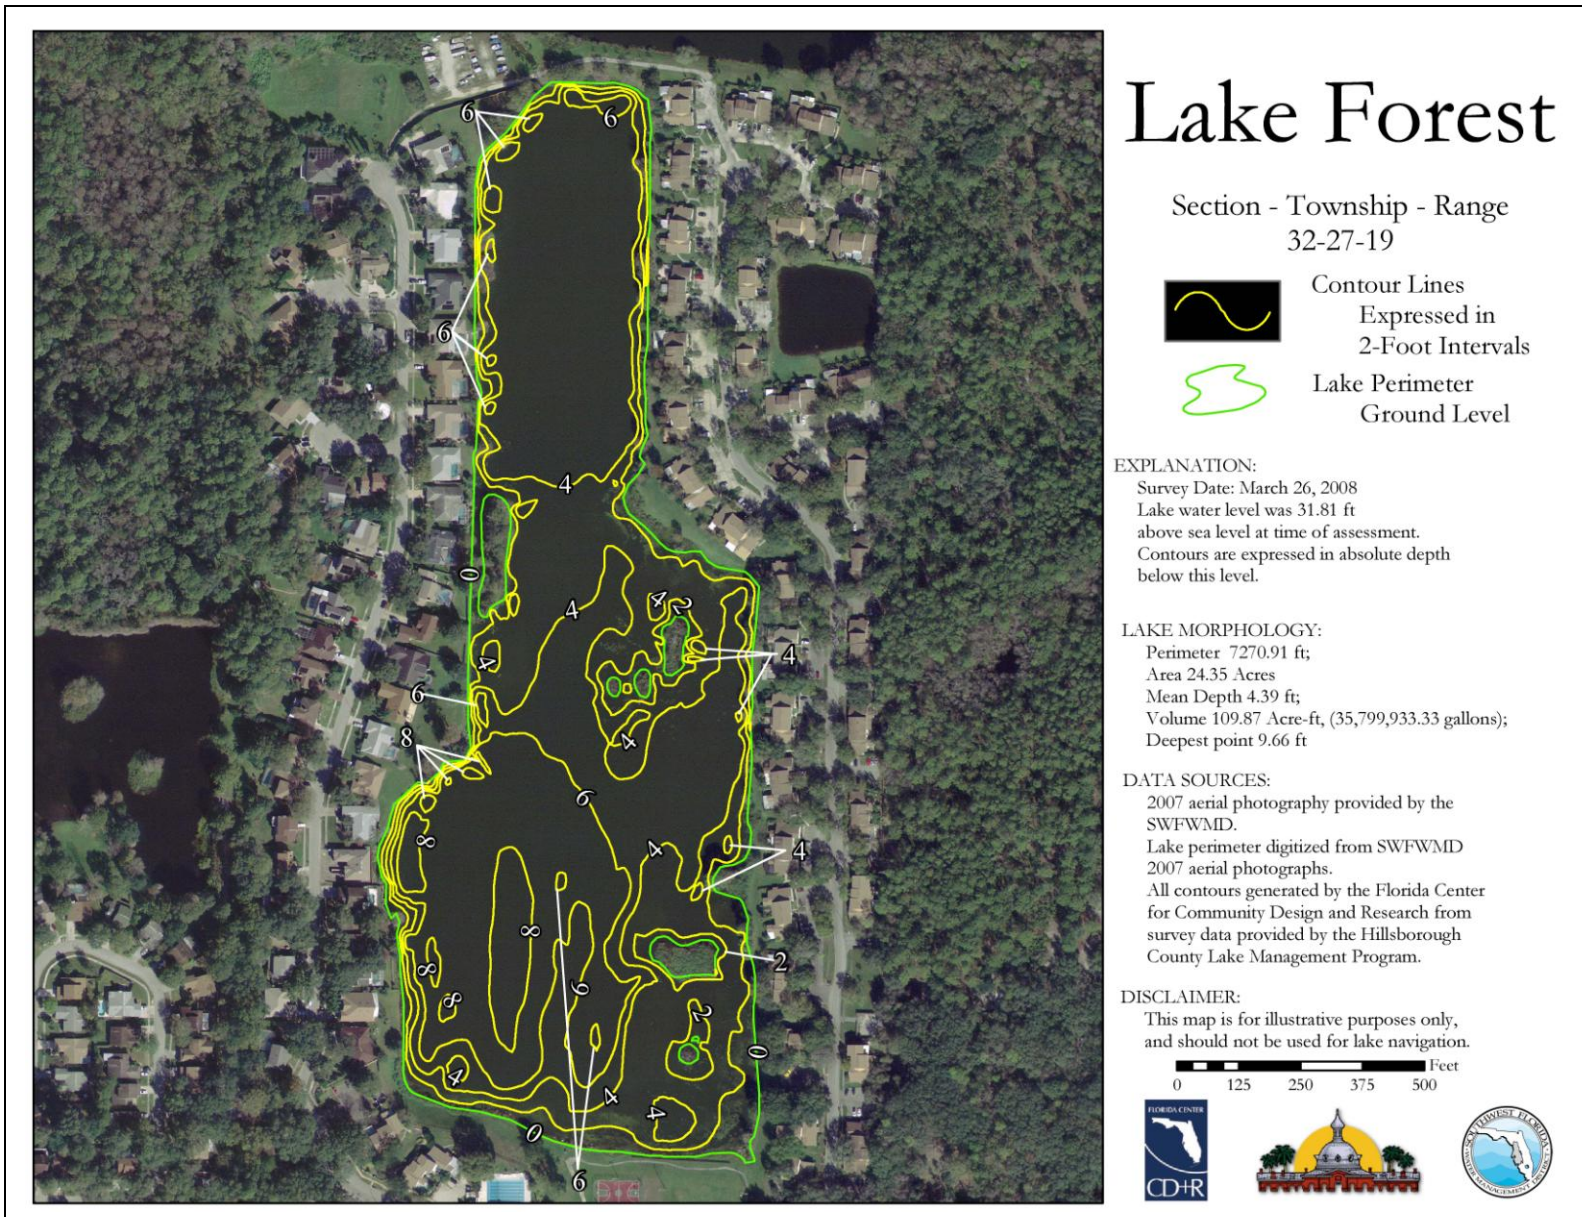 Lake Forest
Section - Township - Range
32-27-19
Contour Lines
Expressed in
2-Foot Intervals
Lake Perimeter
Ground Level
EXPLANATION:
Survey Date: March 26, 2008
Lake water level was 31.81 ft
above sea level at time of assessment.
Contours are expressed in absolute depth
below this level.
LAKE MORPHOLOGY:
Perimeter 7270.91 ft;
Area 24.35 Acres
Mean Depth 4.39 ft;
Volume 109.87 Acre-ft, (35,799,933.33 gallons);
Deepest point 9.66 ft
DATA SOURCES:
2007 aerial photography provided by the
SWFWMD.
Lake perimeter digitized from SWFWMD
2007 aerial photographs.
All contours generated by the Florida Center
for Community Design and Research from
survey data provided by the Hillsborough
County Lake Management Program.
DISCLAIMER:
This map is for illustrative purposes only,
and should not be used for lake navigation.
Feet
0 125 250 375 500
FLORIDA CENTER
CD+R
SOUTHWEST FLORIDA
WATER MANAGEMENT DISTRICT
6
6
6
4
0
4
4
2
4
4
6
4
8
6
8
4
4
8
2
8
6
8
2
0
4
4
4
0
6